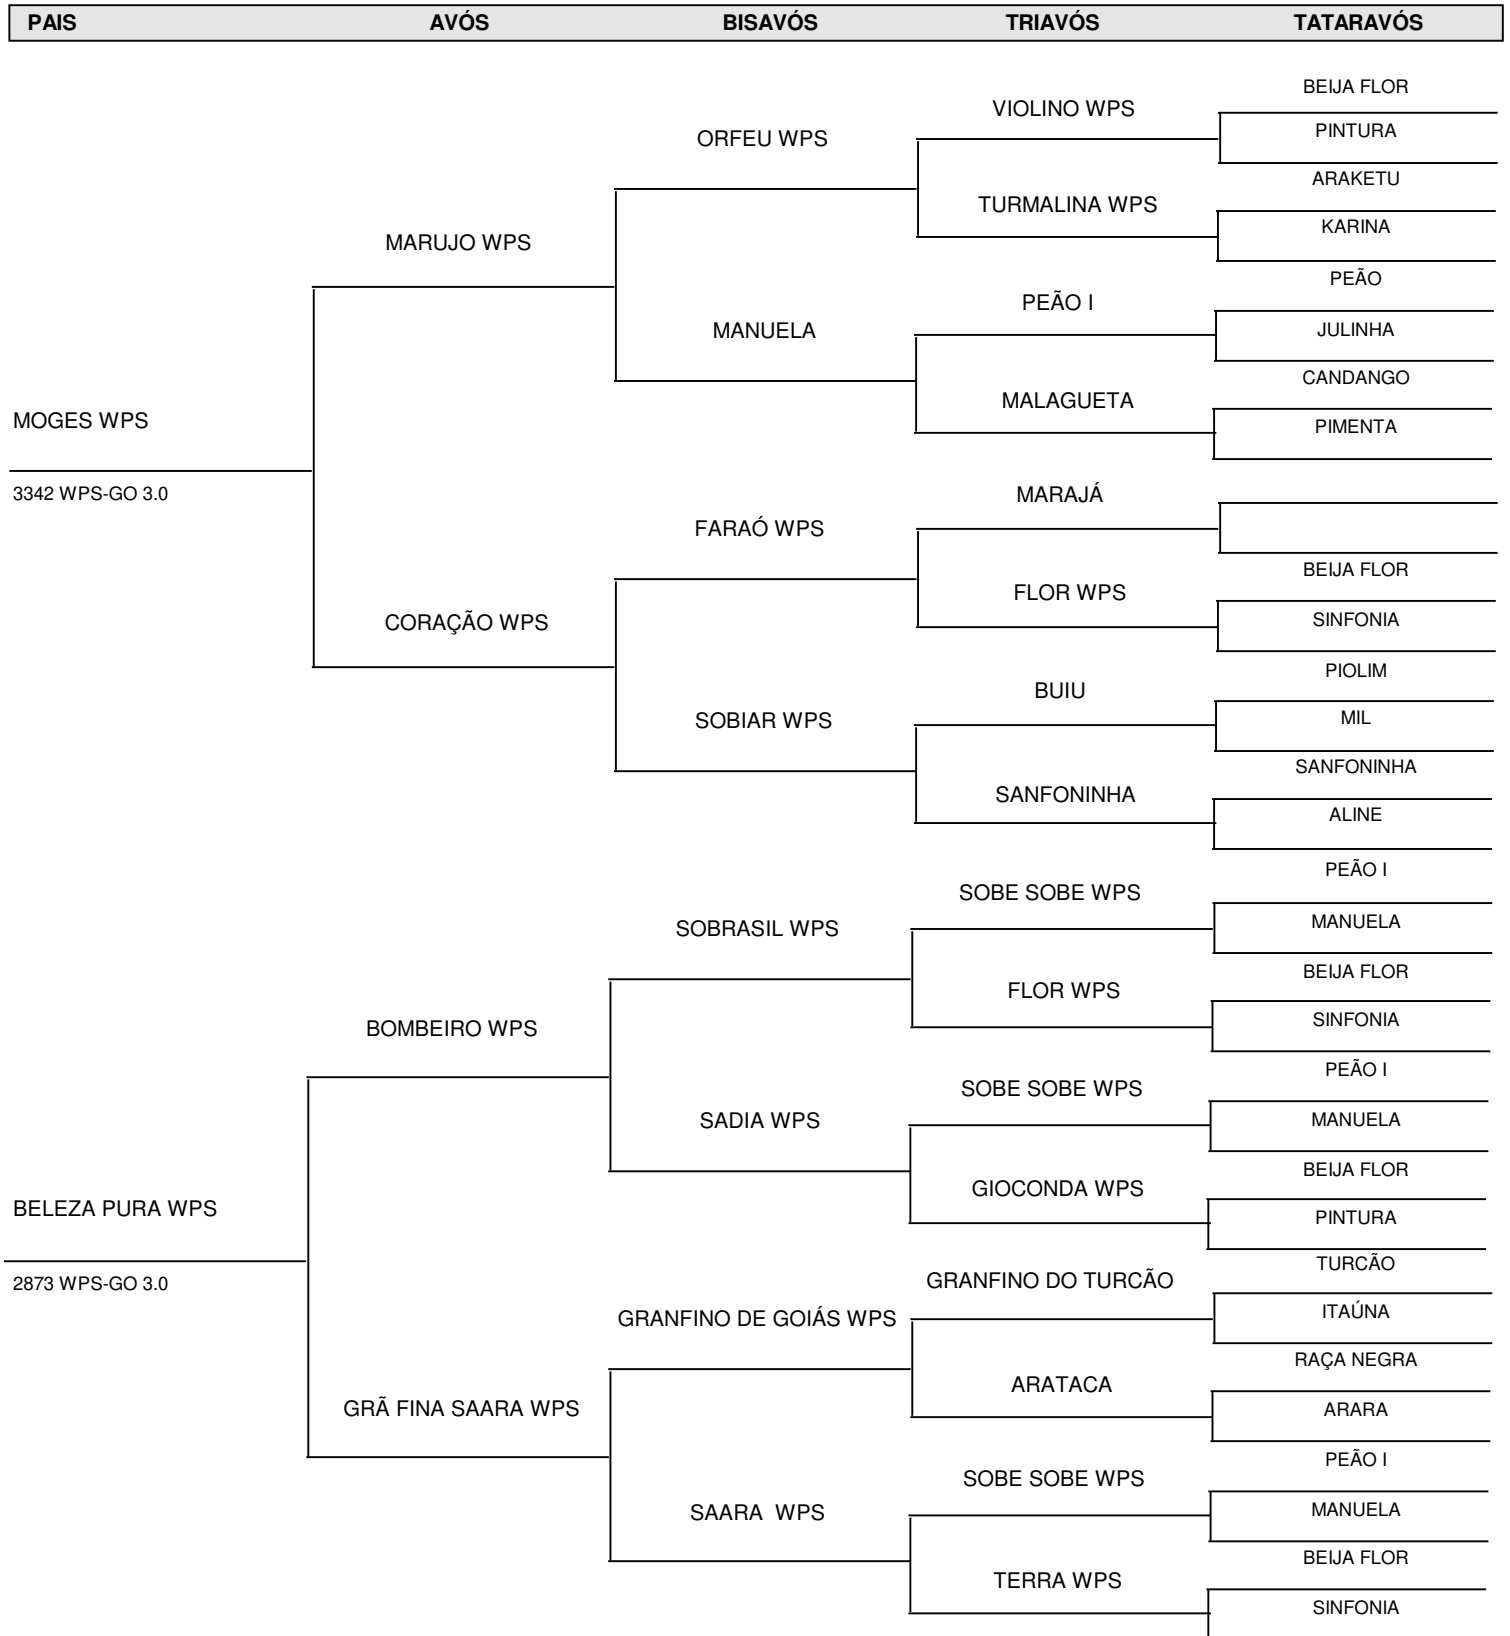 PAIS AVÓS BISAVÓS TRIAVÓS TATARAVÓS
BEIJA FLOR
VIOLINO WPS
PINTURA
ORFEU WPS
ARAKETU
TURMALINA WPS
KARINA
MARUJO WPS
PEÃO
PEÃO I
JULINHA
MANUELA
CANDANGO
MALAGUETA
PIMENTA
MOGES WPS
3342 WPS-GO 3.0
MARAJÁ
FARAÓ WPS
BEIJA FLOR
FLOR WPS
SINFONIA
CORAÇÃO WPS
PIOLIM
BUIU
MIL
SOBIAR WPS
SANFONINHA
SANFONINHA
ALINE
PEÃO I
SOBE SOBE WPS
MANUELA
SOBRASIL WPS
BEIJA FLOR
FLOR WPS
SINFONIA
BOMBEIRO WPS
PEÃO I
SOBE SOBE WPS
MANUELA
SADIA WPS
BEIJA FLOR
GIOCONDA WPS
PINTURA
BELEZA PURA WPS
2873 WPS-GO 3.0
TURCÃO
GRANFINO DO TURCÃO
ITAÚNA
GRANFINO DE GOIÁS WPS
RAÇA NEGRA
ARATACA
ARARA
GRÃ FINA SAARA WPS
PEÃO I
SOBE SOBE WPS
MANUELA
SAARA WPS
BEIJA FLOR
TERRA WPS
SINFONIA